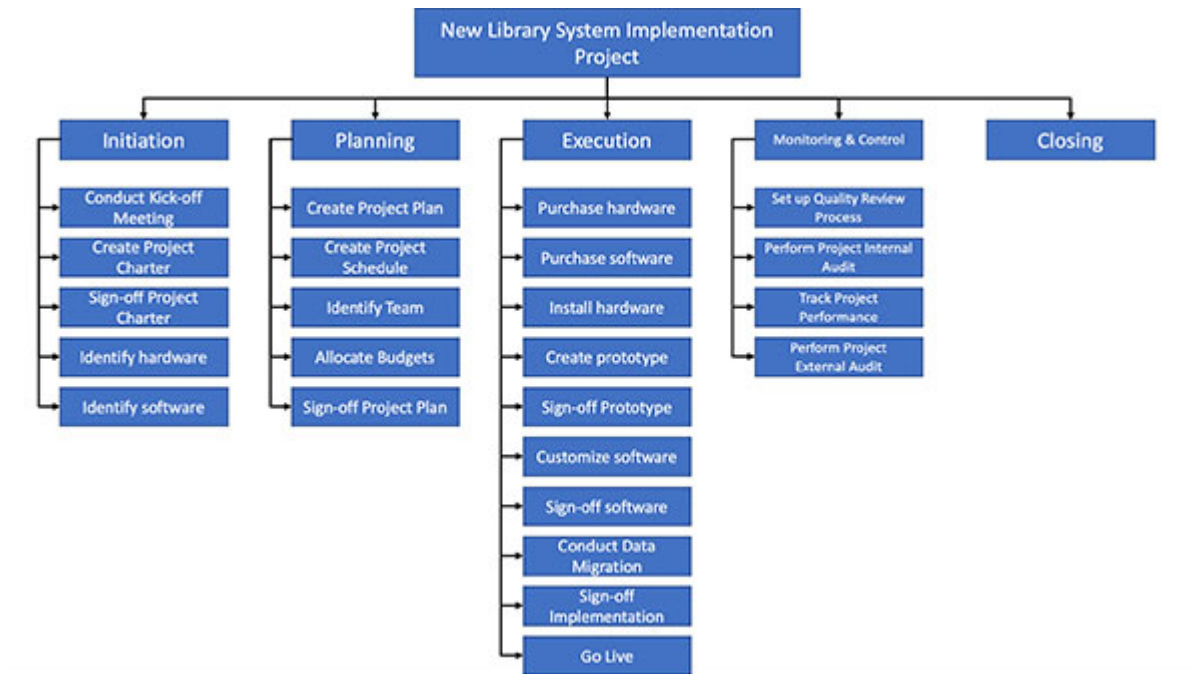 New Library System Implementation
Project
Initiation
Conduct Kick-off
Meeting
Create Project
Charter
Sign-off Project
Charter
Identify hardware
Identify software
Planning
Create Project Plan
Create Project
Schedule
Identify Team
Allocate Budgets
Sign-off Project Plan
Execution
Purchase hardware
Purchase software
Install hardware
Create prototype
Sign-off Prototype
Customize software
Sign-off software
Conduct Data
Migration
Sign-off
Implementation
Go Live
Monitoring & Control
Set up Quality Review
Process
Perform Project Internal
Audit
Track Project
Performance
Perform Project
External Audit
Closing